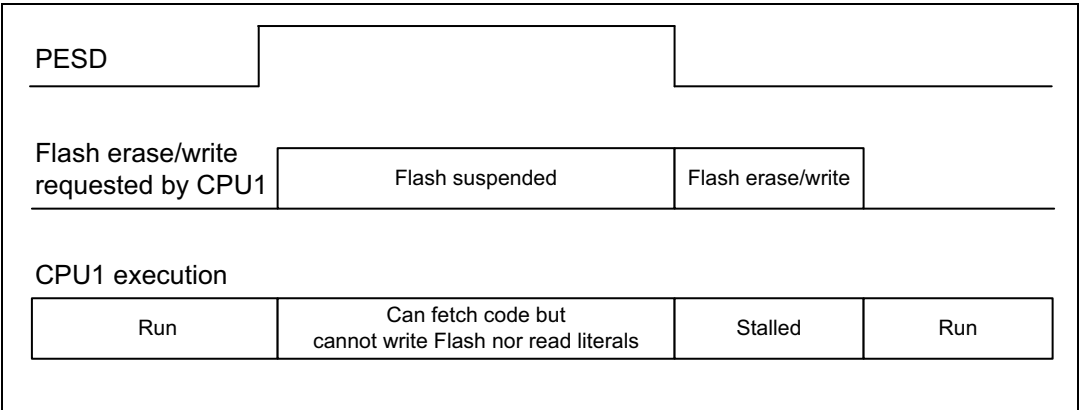 PESD
Flash erase/write
requested by CPU1
Flash suspended
Flash erase/write
CPU1 execution
Run
Can fetch code but
cannot write Flash nor read literals
Stalled
Run